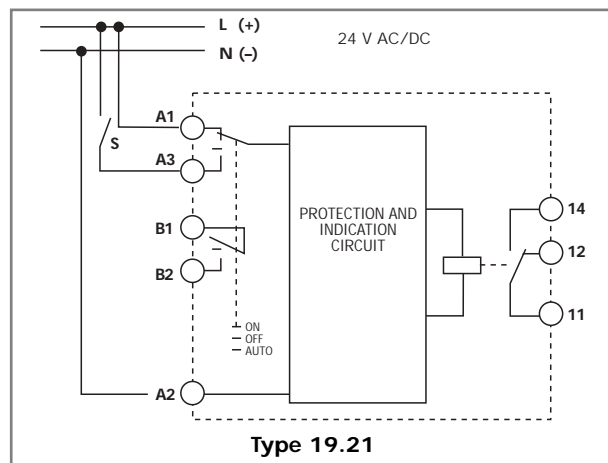 L (+)
N (–)
24 V AC/DC
A1
S
A3
B1
B2
PROTECTION AND
INDICATION
CIRCUIT
14
12
11
ON
OFF
AUTO
A2
Type 19.21